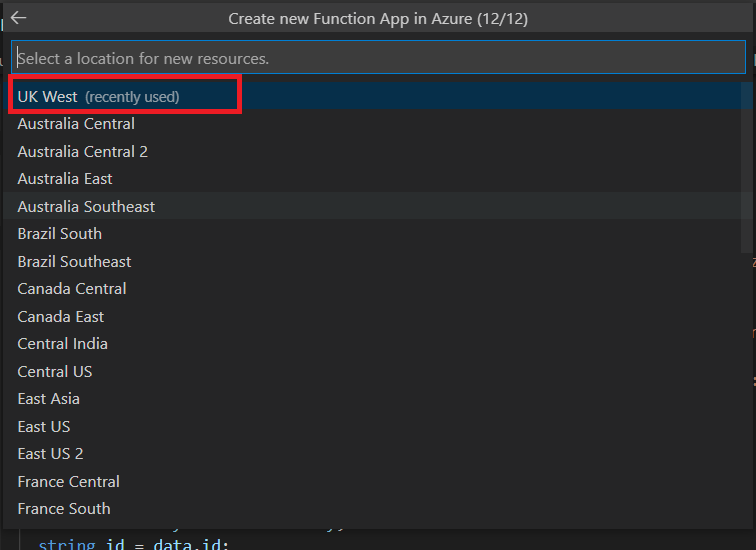 Create new Function App in Azure (12/12)
Select a location for new resources.
UK West (recently used)
Australia Central
Australia Central 2
Australia East
Australia Southeast
Brazil South
Brazil Southeast
Canada Central
Canada East
Central India
Central US
East Asia
East US
East US 2
France Central
France South
string id = data.id;